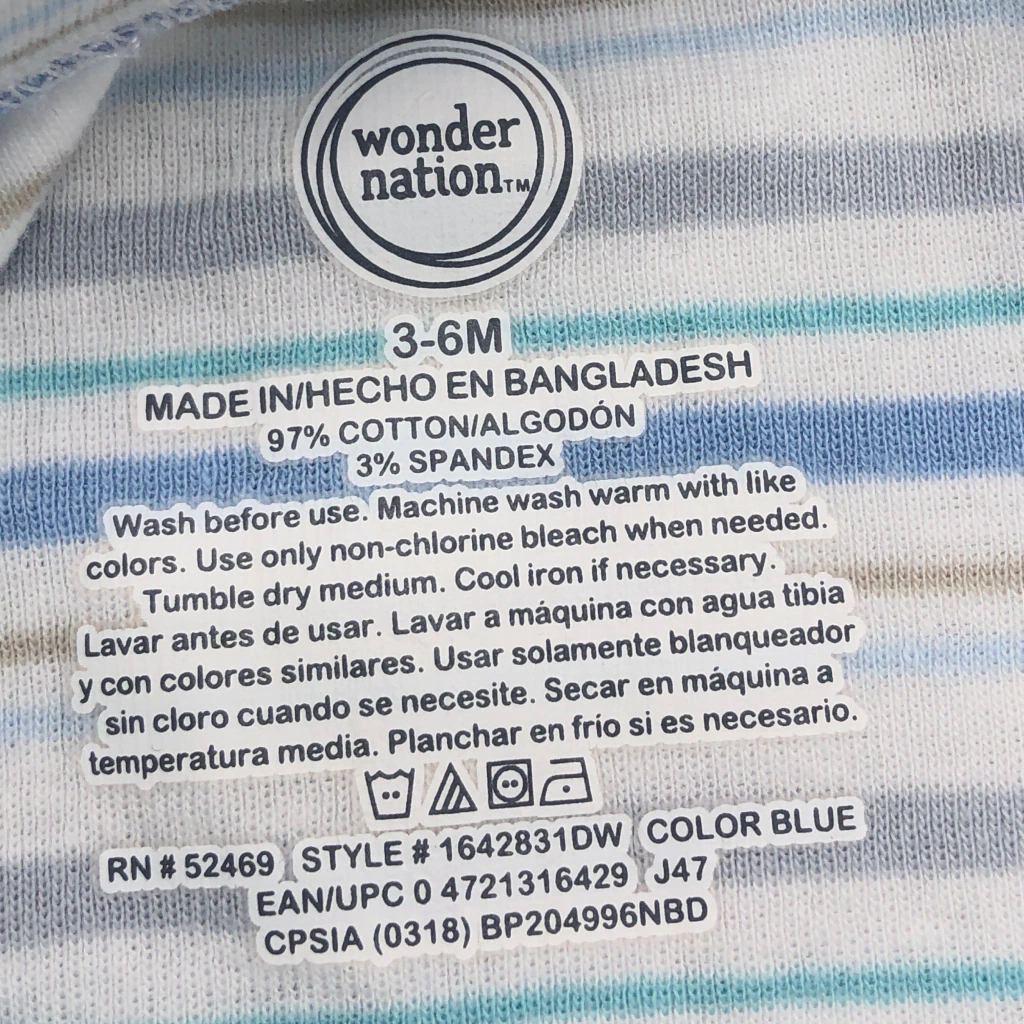 wonder
nation™
3-6M
MADE IN/HECHO EN BANGLADESH
97% COTTON/ALGODÓN
3% SPANDEX
Wash before use. Machine wash warm with like
colors. Use only non-chlorine bleach when needed.
Tumble dry medium. Cool iron if necessary.
Lavar antes de usar. Lavar a máquina con agua tibia
y con colores similares. Usar solamente blanqueador
sin cloro cuando se necesite. Secar en máquina a
temperatura media. Planchar en frío si es necesario.
RN # 52469 STYLE # 1642831DW COLOR BLUE
EAN/UPC 0 4721316429 J47
CPSIA (0318) BP204996NBD